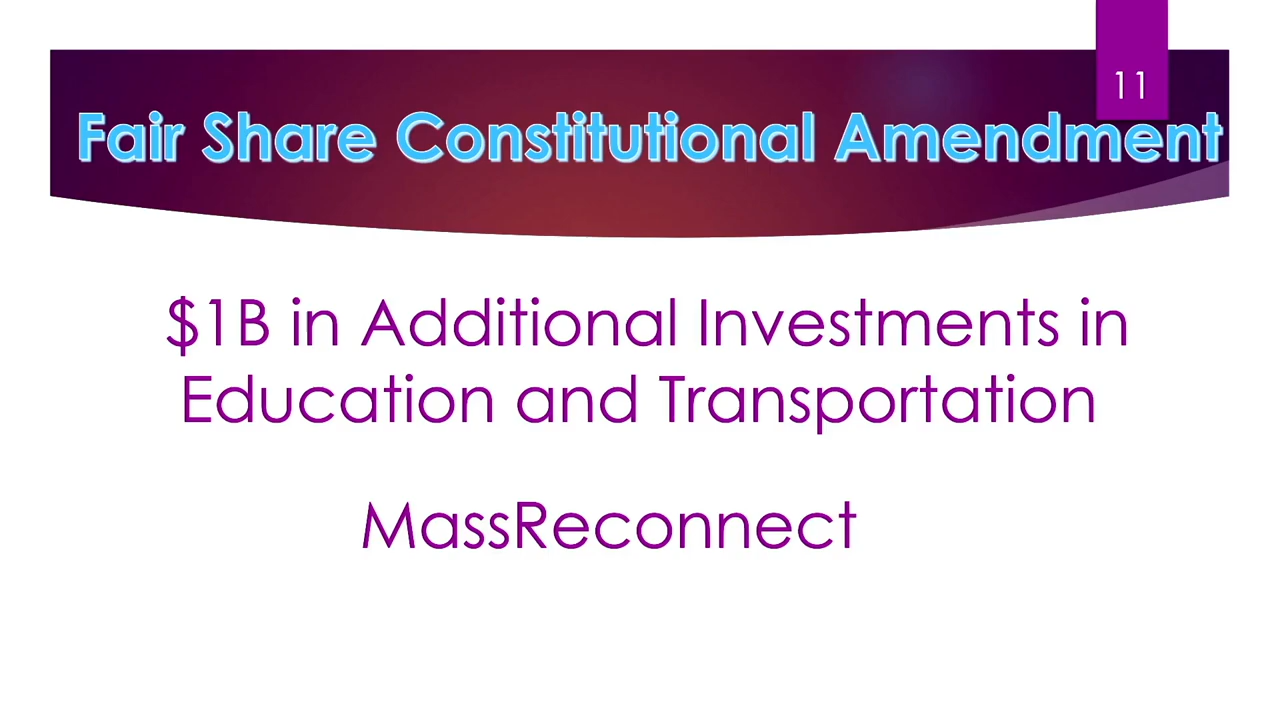 11
Fair Share Constitutional Amendment
$1B in Additional Investments in
Education and Transportation
MassReconnect